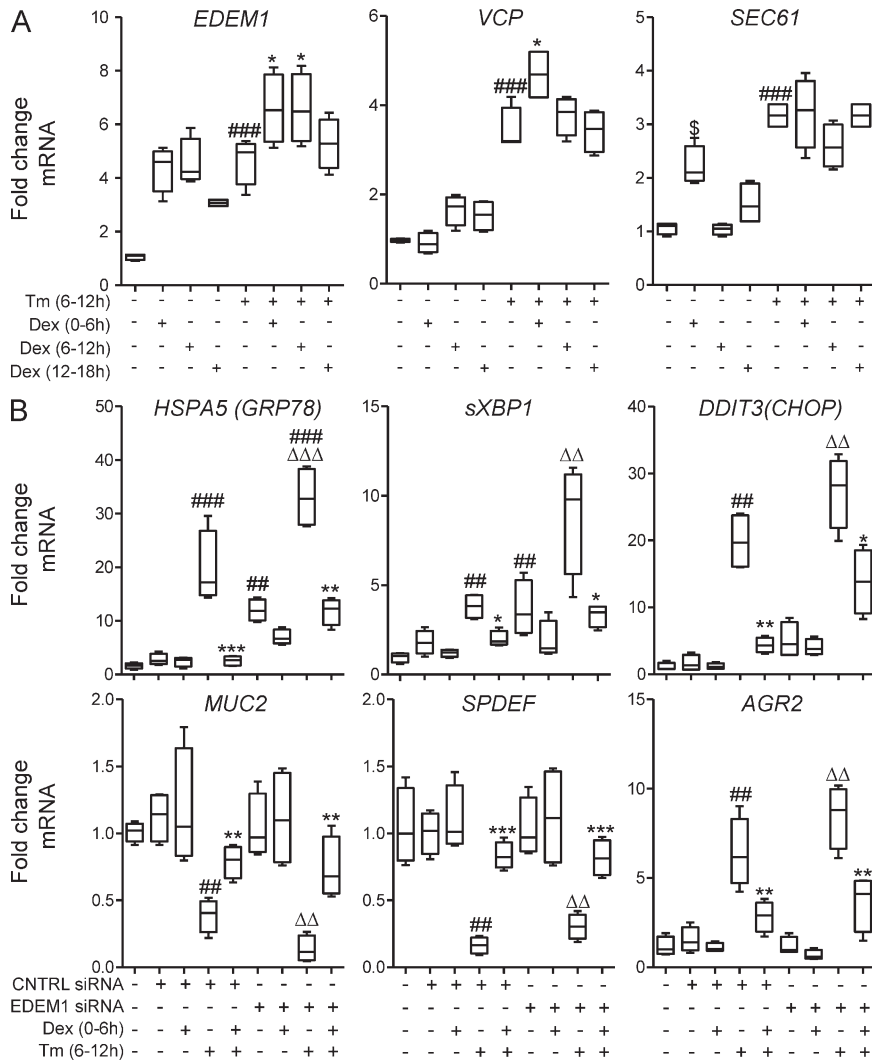 A
EDEM1
VCP
SEC61
Fold change
mRNA
10
8
6
4
2
0
###
*
*
6
4
2
0
###
*
5
4
3
2
1
0
$
###
Tm (6-12h) - - - - + + + + - - - - + + + + - - - - + + + +
Dex (0-6h) - + - - - + - - - + - - - + - - - + - - - + - -
Dex (6-12h) - - + - - - + - - - + - - - + - - - + - - - + -
Dex (12-18h) - - - + - - - + - - - + - - - + - - - + - - - +
B
HSPA5 (GRP78)
sXBP1
DDIT3(CHOP)
Fold change
mRNA
50
40
30
20
10
0
###
***
##
###
ΔΔΔ
**
15
10
5
0
##
*
##
ΔΔ
*
40
30
20
10
0
##
**
ΔΔ
*
MUC2
SPDEF
AGR2
Fold change
mRNA
2.0
1.5
1.0
0.5
0.0
##
**
ΔΔ
**
2.0
1.5
1.0
0.5
0.0
##
***
ΔΔ
***
15
10
5
0
##
**
ΔΔ
**
CNTRL siRNA - + + + + - - - - - + + + + - - - - - + + + + - - - -
EDEM1 siRNA - - - - - + + + + - - - - - + + + + - - - - - + + + +
Dex (0-6h) - - + - + - + - + - - + - + - + - + - - + - + - + - +
Tm (6-12h) - - - + + - - + + - - - + + - - + + - - - + + - - + +